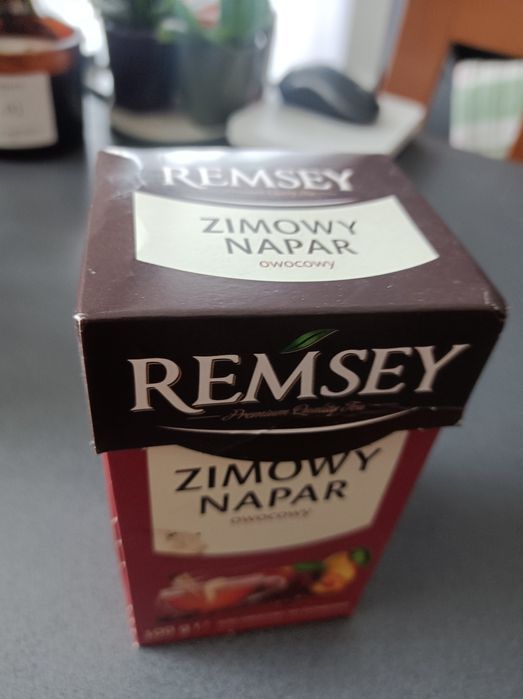 REMSEY
ZIMOWY
NAPAR
owocowy
REMSEY
Premium Quality Tea
ZIMOWY
NAPAR
owocowy